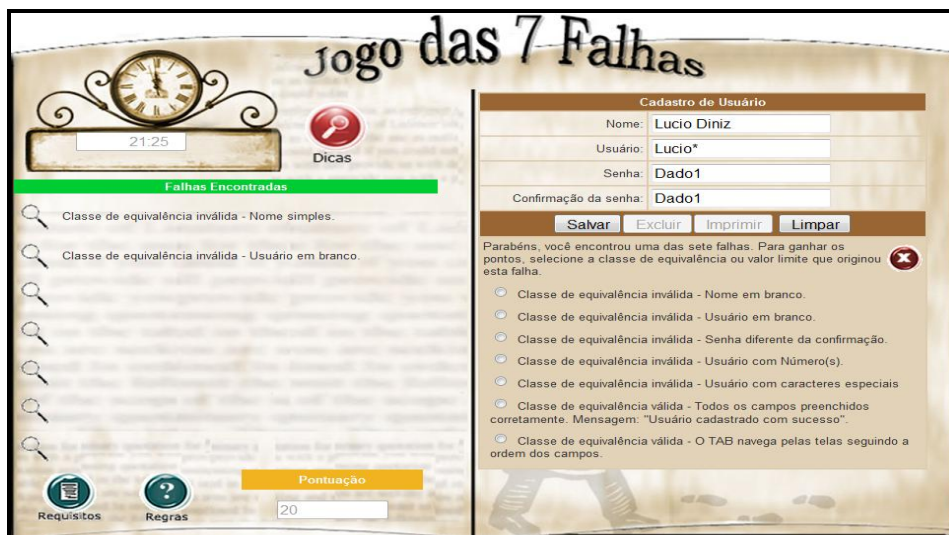 Jogo das 7 Falhas
21:25
Dicas
Falhas Encontradas
Classe de equivalência inválida - Nome simples.
Classe de equivalência inválida - Usuário em branco.
Requisitos
Regras
Pontuação
20
Cadastro de Usuário
Nome: Lucio Diniz
Usuário: Lucio*
Senha: Dado1
Confirmação da senha: Dado1
Salvar Excluir Imprimir Limpar
Parabéns, você encontrou uma das sete falhas. Para ganhar os
pontos, selecione a classe de equivalência ou valor limite que originou
esta falha.
Classe de equivalência inválida - Nome em branco.
Classe de equivalência inválida - Usuário em branco.
Classe de equivalência inválida - Senha diferente da confirmação.
Classe de equivalência inválida - Usuário com Número(s).
Classe de equivalência inválida - Usuário com caracteres especiais
Classe de equivalência válida - Todos os campos preenchidos
corretamente. Mensagem: "Usuário cadastrado com sucesso".
Classe de equivalência válida - O TAB navega pelas telas seguindo a
ordem dos campos.